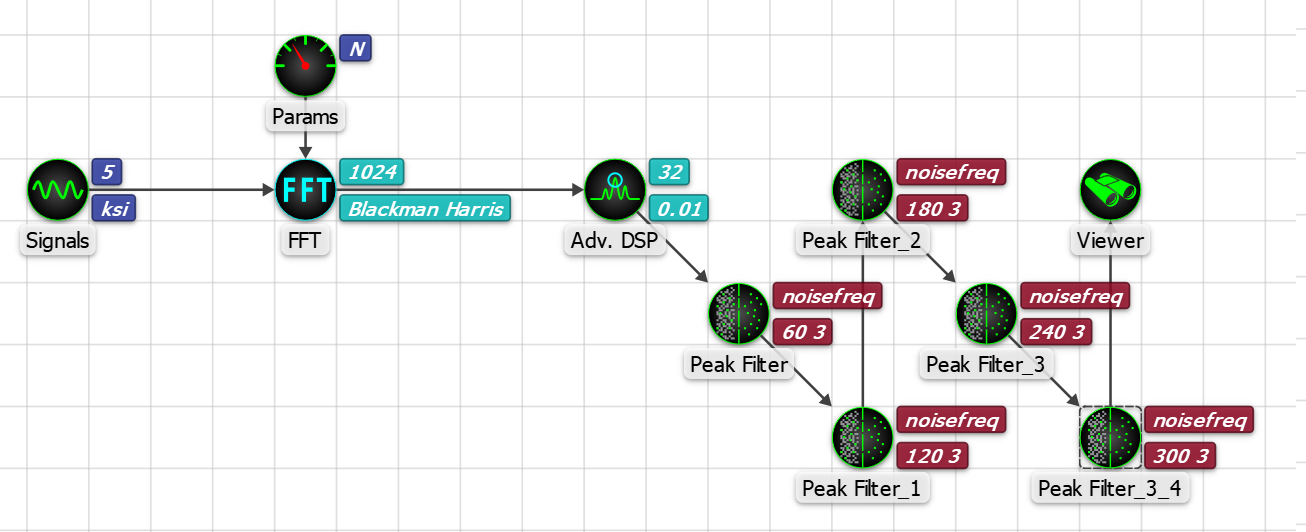 N
Params
5
ksi
Signals
FFT
1024
Blackman Harris
FFT
32
0.01
Adv. DSP
noisefreq
60 3
Peak Filter
noisefreq
120 3
Peak Filter_1
noisefreq
180 3
Peak Filter_2
noisefreq
240 3
Peak Filter_3
noisefreq
300 3
Peak Filter_3_4
Viewer